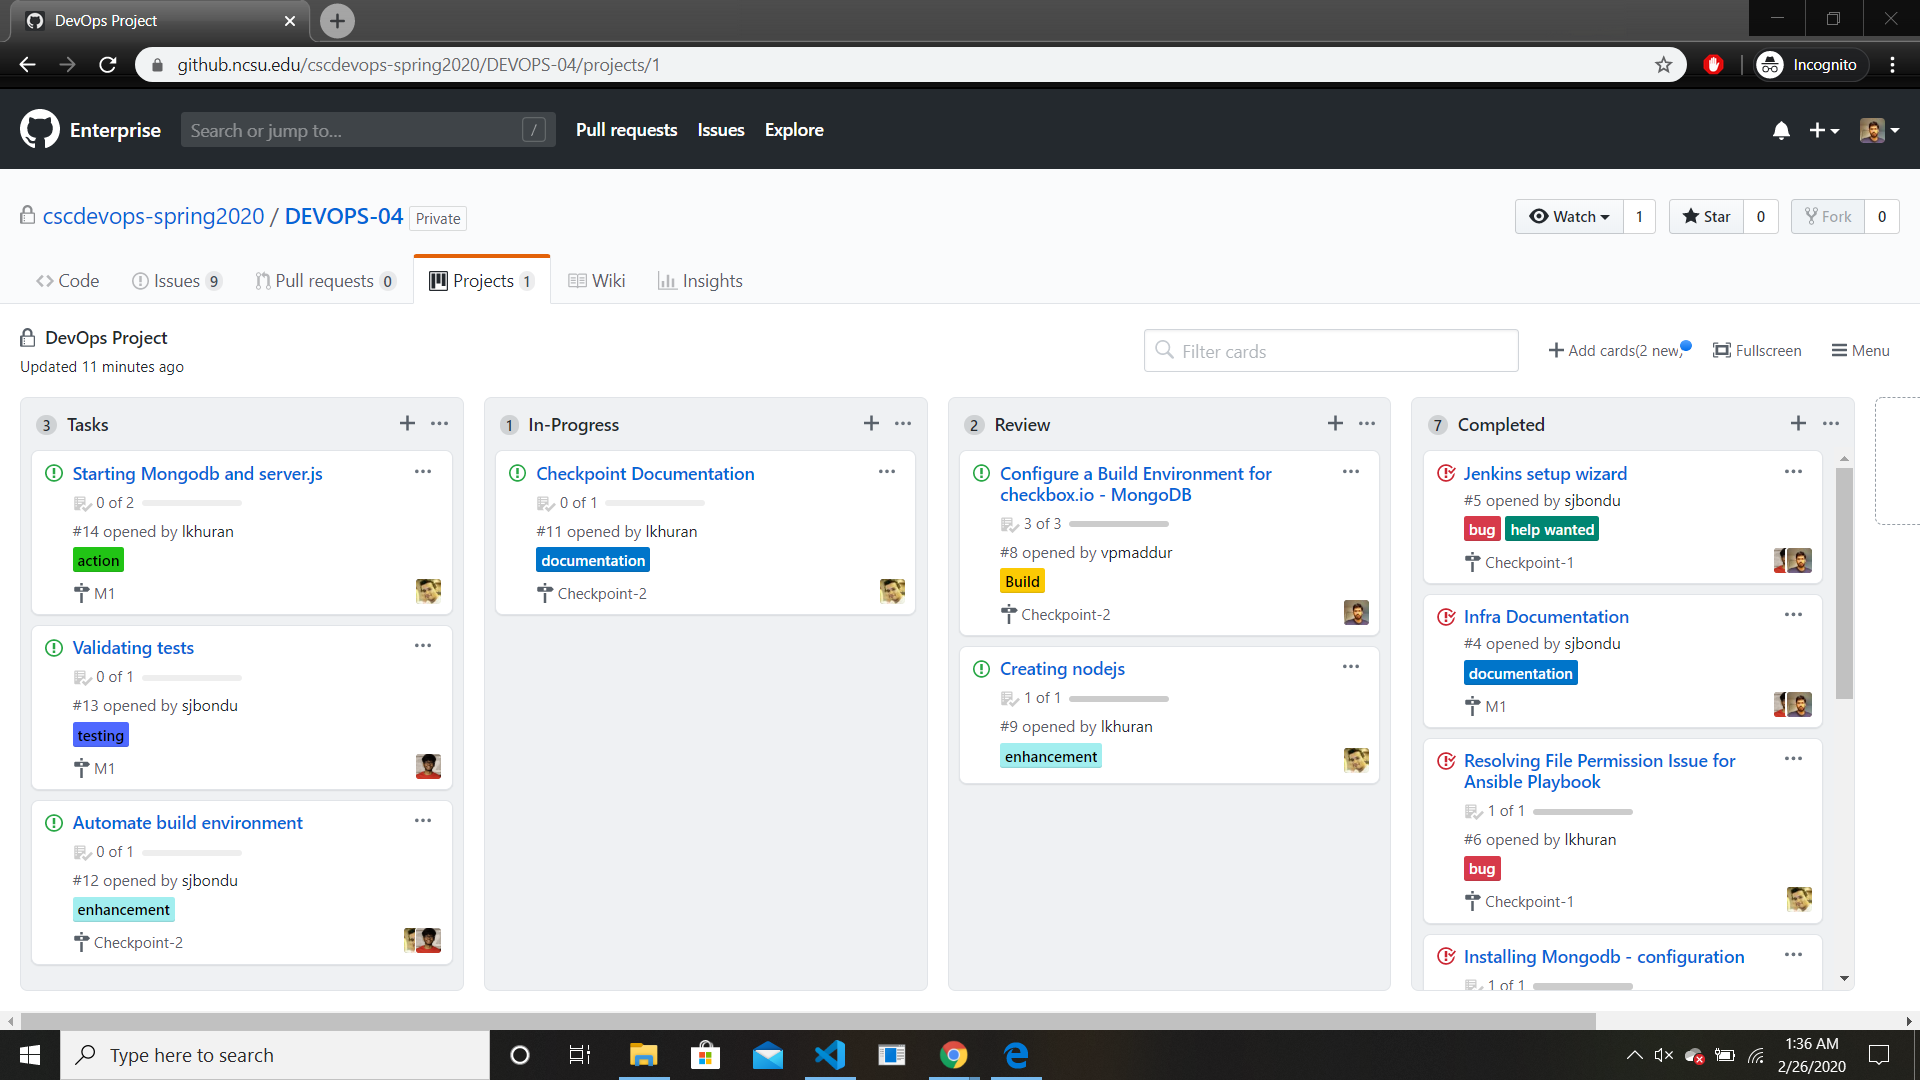 DevOps Project
github.ncsu.edu/cscdevops-spring2020/DEVOPS-04/projects/1
Incognito
Enterprise
Search or jump to...
/
Pull requests
Issues
Explore
cscdevops-spring2020 / DEVOPS-04 Private
Watch 1
Star 0
Fork 0
Code
Issues 9
Pull requests 0
Projects 1
Wiki
Insights
DevOps Project
Updated 11 minutes ago
Filter cards
Add cards(2 new)
Fullscreen
Menu
3 Tasks
Starting Mongodb and server.js
0 of 2
#14 opened by lkhuran
action
M1
Validating tests
0 of 1
#13 opened by sjbondu
testing
M1
Automate build environment
0 of 1
#12 opened by sjbondu
enhancement
Checkpoint-2
1 In-Progress
Checkpoint Documentation
0 of 1
#11 opened by lkhuran
documentation
Checkpoint-2
2 Review
Configure a Build Environment for
checkbox.io - MongoDB
3 of 3
#8 opened by vpmaddur
Build
Checkpoint-2
Creating nodejs
1 of 1
#9 opened by lkhuran
enhancement
7 Completed
Jenkins setup wizard
#5 opened by sjbondu
bug help wanted
Checkpoint-1
Infra Documentation
#4 opened by sjbondu
documentation
M1
Resolving File Permission Issue for
Ansible Playbook
1 of 1
#6 opened by lkhuran
bug
Checkpoint-1
Installing Mongodb - configuration
1 of 1
Type here to search
1:36 AM
2/26/2020